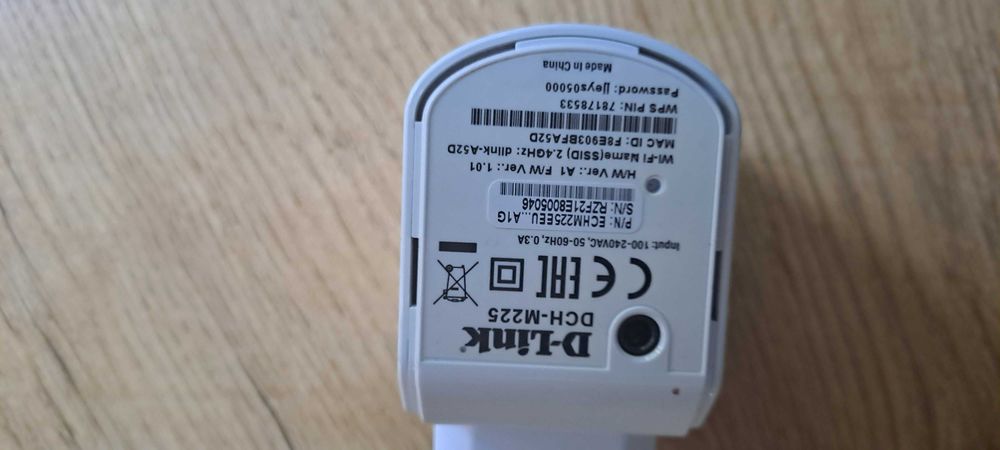 D-Link®
DCH-M225
CE EAC
Input: 100-240VAC, 50-60Hz, 0.3A
P/N: ECHM225EEU....A1G
S/N: RZF21E8005046
H/W Ver.: A1 F/W Ver.: 1.01
Wi-Fi Name(SSID) 2.4GHz: dlink-A52D
MAC ID: F8E903BFA52D
WPS PIN: 78178533
Password: jjeys05000
Made in China